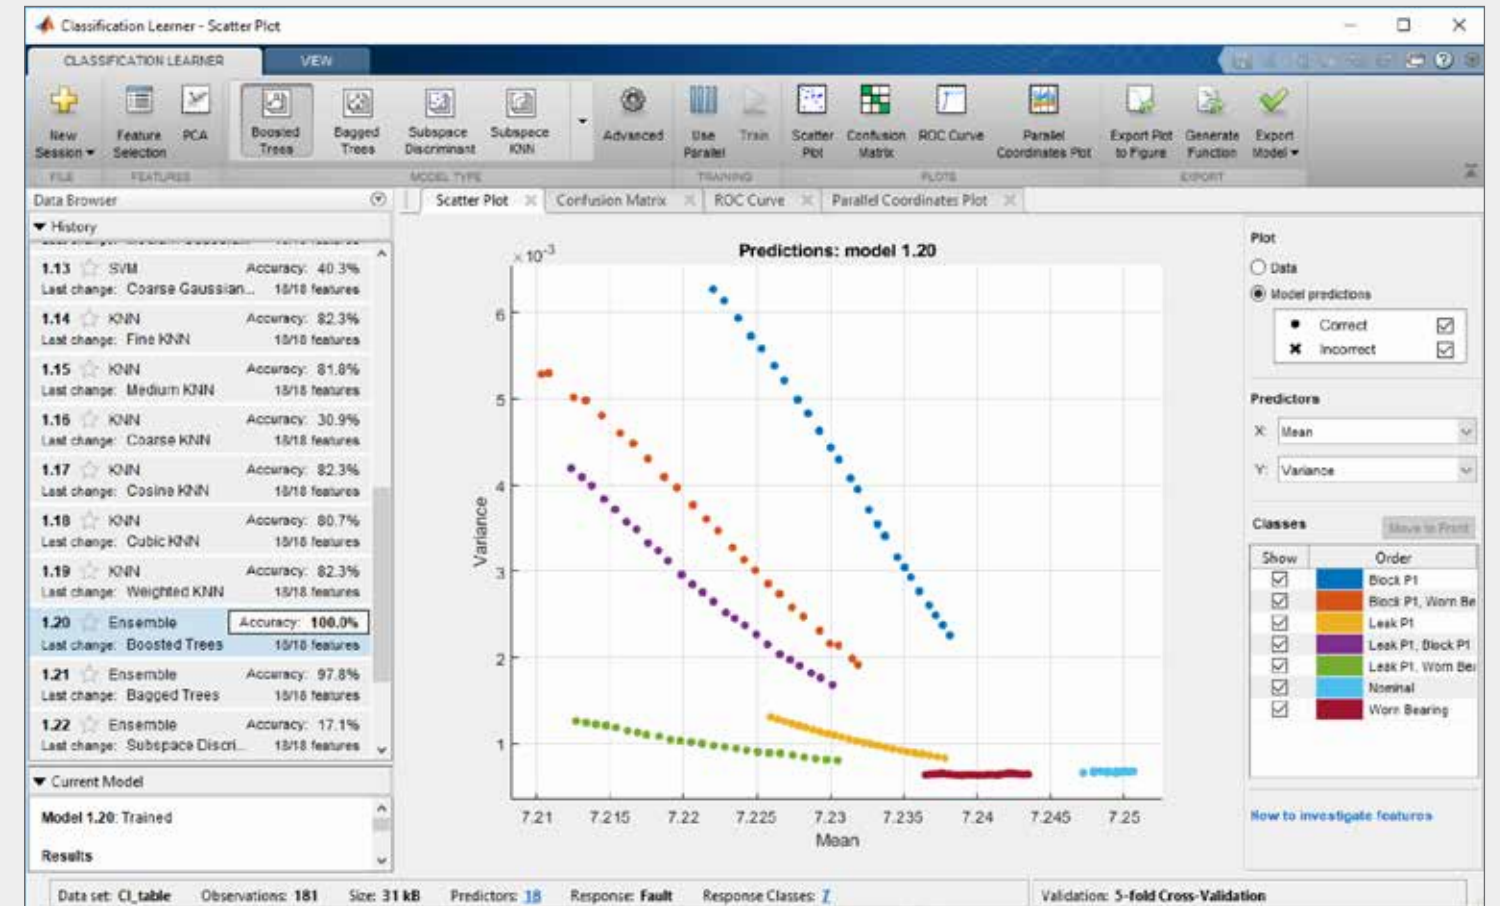 Classification Learner - Scatter Plot
CLASSIFICATION LEARNER VIEW
New Session
Feature Selection
PCA
Boosted Trees
Bagged Trees
Subspace Discriminant
Subspace KNN
Advanced
Use Parallel
Train
Scatter Plot
Confusion Matrix
ROC Curve
Parallel Coordinates Plot
Export Plot to Figure
Generate Function
Export Model
FILE FEATURES MODEL TYPE TRAINING PLOTS EXPORT
Data Browser
Scatter Plot Confusion Matrix ROC Curve Parallel Coordinates Plot
History
1.13 SVM Accuracy: 40.3%
Last change: Coarse Gaussian... 18/18 features
1.14 KNN Accuracy: 82.3%
Last change: Fine KNN 18/18 features
1.15 KNN Accuracy: 81.8%
Last change: Medium KNN 18/18 features
1.16 KNN Accuracy: 30.9%
Last change: Coarse KNN 18/18 features
1.17 KNN Accuracy: 82.3%
Last change: Cosine KNN 18/18 features
1.18 KNN Accuracy: 80.7%
Last change: Cubic KNN 18/18 features
1.19 KNN Accuracy: 82.3%
Last change: Weighted KNN 18/18 features
1.20 Ensemble Accuracy: 100.0%
Last change: Boosted Trees 18/18 features
1.21 Ensemble Accuracy: 97.8%
Last change: Bagged Trees 18/18 features
1.22 Ensemble Accuracy: 17.1%
Last change: Subspace Discri... 18/18 features
Current Model
Model 1.20: Trained
Results
×10-3
Predictions: model 1.20
6
5
4
3
2
1
Variance
7.21 7.215 7.22 7.225 7.23 7.235 7.24 7.245 7.25
Mean
Plot
Data
Model predictions
Correct
Incorrect
Predictors
X: Mean
Y: Variance
Classes Move to Front
Show Order
Block P1
Block P1, Worn Be
Leak P1
Leak P1, Block P1
Leak P1, Worn Bea
Nominal
Worn Bearing
How to investigate features
Data set: CI_table Observations: 181 Size: 31 kB Predictors: 18 Response: Fault Response Classes: 7 Validation: 5-fold Cross-Validation